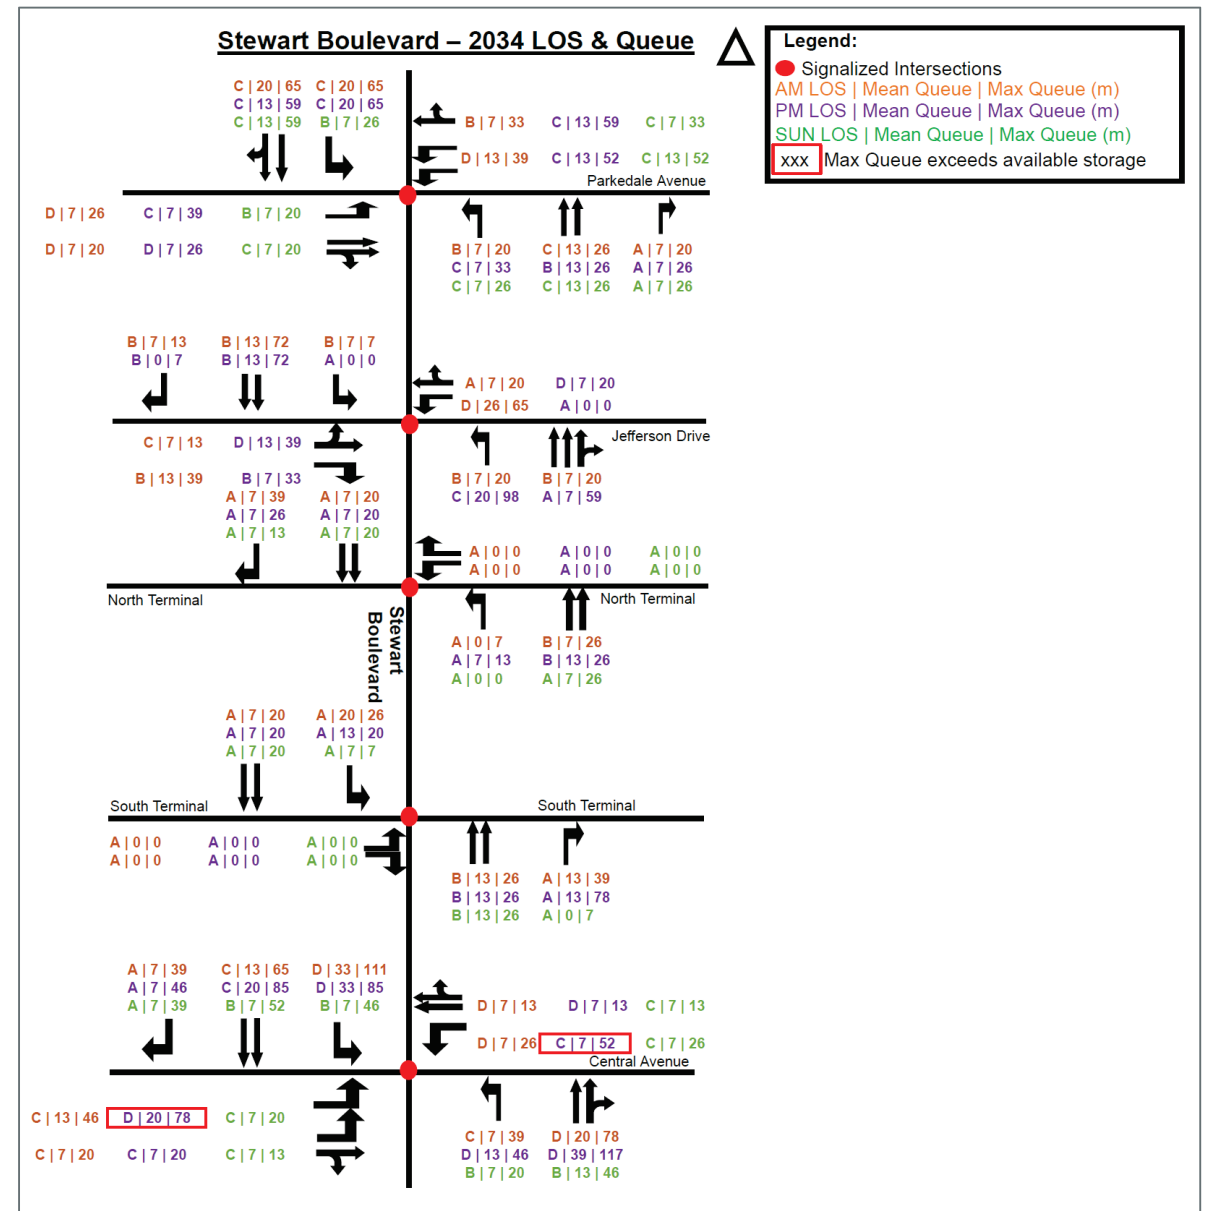 Stewart Boulevard – 2034 LOS & Queue
Legend:
Signalized Intersections
AM LOS | Mean Queue | Max Queue (m)
PM LOS | Mean Queue | Max Queue (m)
SUN LOS | Mean Queue | Max Queue (m)
xxx Max Queue exceeds available storage
C | 20 | 65 C | 20 | 65
C | 13 | 59 C | 20 | 65
C | 13 | 59 B | 7 | 26
B | 7 | 33 C | 13 | 59 C | 7 | 33
D | 13 | 39 C | 13 | 52 C | 13 | 52
Parkedale Avenue
D | 7 | 26 C | 7 | 39 B | 7 | 20
D | 7 | 20 D | 7 | 26 C | 7 | 20
B | 7 | 20 C | 13 | 26 A | 7 | 20
C | 7 | 33 B | 13 | 26 A | 7 | 26
C | 7 | 26 C | 13 | 26 A | 7 | 26
B | 7 | 13 B | 13 | 72 B | 7 | 7
B | 0 | 7 B | 13 | 72 A | 0 | 0
A | 7 | 20 D | 7 | 20
D | 26 | 65 A | 0 | 0
Jefferson Drive
C | 7 | 13 D | 13 | 39
B | 13 | 39 B | 7 | 33
B | 7 | 20 B | 7 | 20
C | 20 | 98 A | 7 | 59
A | 7 | 39 A | 7 | 20
A | 7 | 26 A | 7 | 20
A | 7 | 13 A | 7 | 20
A | 0 | 0 A | 0 | 0 A | 0 | 0
A | 0 | 0 A | 0 | 0 A | 0 | 0
North Terminal North Terminal
Stewart
Boulevard
A | 0 | 7 B | 7 | 26
A | 7 | 13 B | 13 | 26
A | 0 | 0 A | 7 | 26
A | 7 | 20 A | 20 | 26
A | 7 | 20 A | 13 | 20
A | 7 | 20 A | 7 | 7
South Terminal South Terminal
A | 0 | 0 A | 0 | 0 A | 0 | 0
A | 0 | 0 A | 0 | 0 A | 0 | 0
B | 13 | 26 A | 13 | 39
B | 13 | 26 A | 13 | 78
B | 13 | 26 A | 0 | 7
A | 7 | 39 C | 13 | 65 D | 33 | 111
A | 7 | 46 C | 20 | 85 D | 33 | 85
A | 7 | 39 B | 7 | 52 B | 7 | 46
D | 7 | 13 D | 7 | 13 C | 7 | 13
D | 7 | 26 C | 7 | 52 C | 7 | 26
Central Avenue
C | 13 | 46 D | 20 | 78 C | 7 | 20
C | 7 | 20 C | 7 | 20 C | 7 | 13
C | 7 | 39 D | 20 | 78
D | 13 | 46 D | 39 | 117
B | 7 | 20 B | 13 | 46